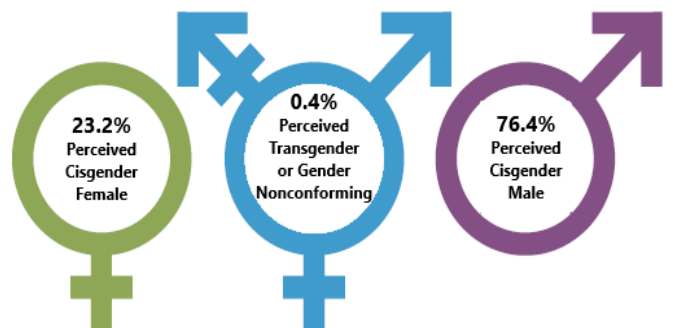 23.2%
Perceived
Cisgender
Female
0.4%
Perceived
Transgender
or Gender
Nonconforming
76.4%
Perceived
Cisgender
Male